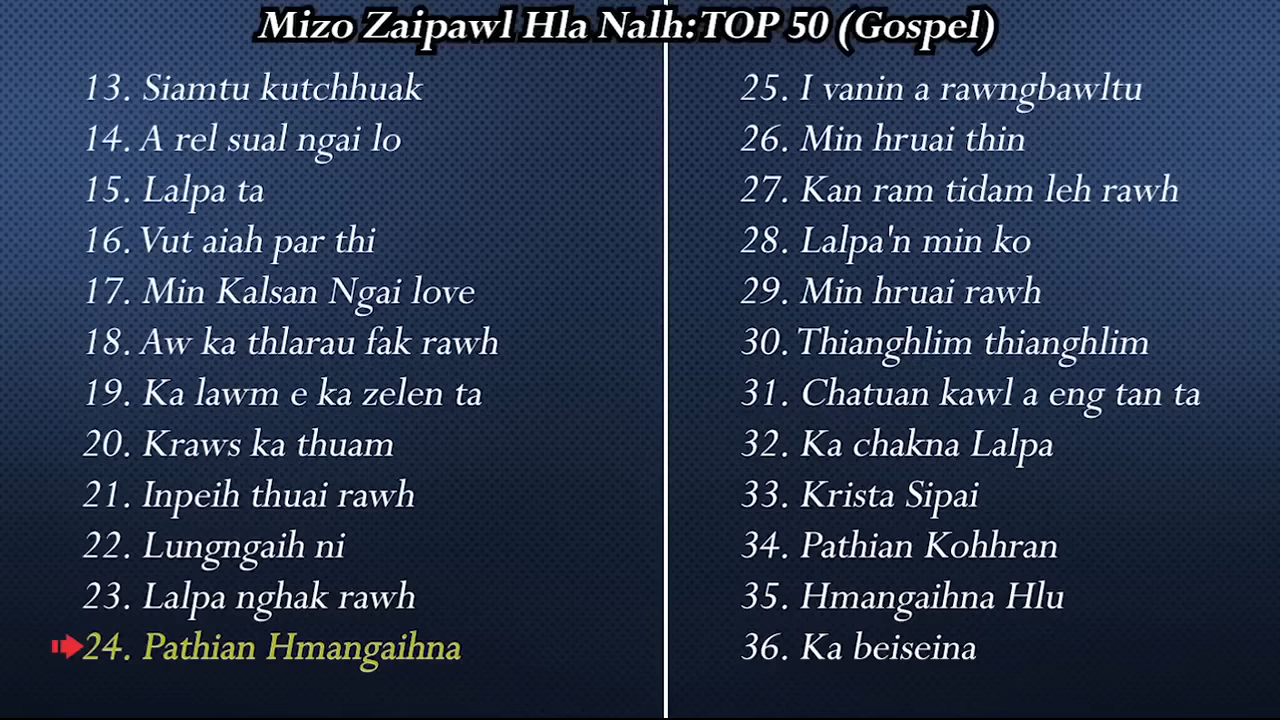 Mizo Zaipawl Hla Nalh:TOP 50 (Gospel)
13. Siamtu kutchhuak
14. A rel sual ngai lo
15. Lalpa ta
16. Vut aiah par thi
17. Min Kalsan Ngai love
18. Aw ka thlarau fak rawh
19. Ka lawm e ka zelen ta
20. Kraws ka thuam
21. Inpeih thuai rawh
22. Lungngaih ni
23. Lalpa nghak rawh
24. Pathian Hmangaihna
25. I vanin a rawngbawltu
26. Min hruai thin
27. Kan ram tidam leh rawh
28. Lalpa'n min ko
29. Min hruai rawh
30. Thianghlim thianghlim
31. Chatuan kawl a eng tan ta
32. Ka chakna Lalpa
33. Krista Sipai
34. Pathian Kohhran
35. Hmangaihna Hlu
36. Ka beiseina